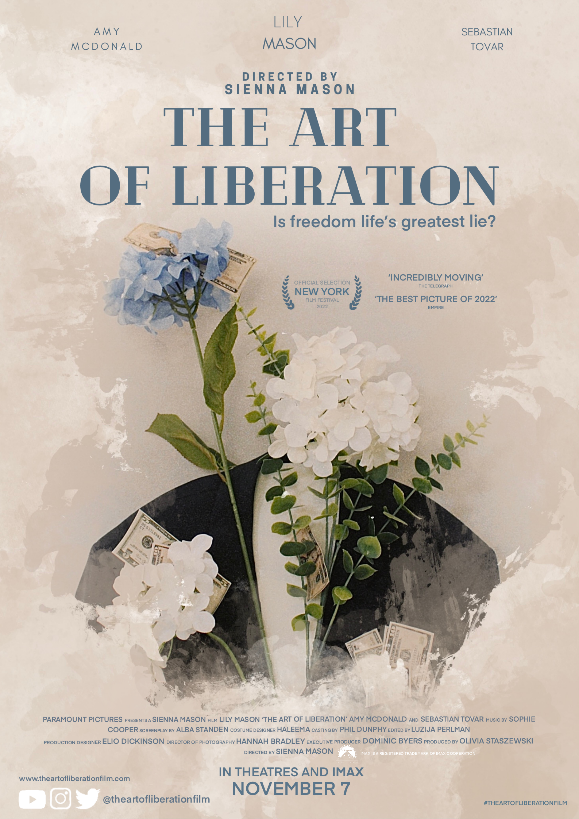 AMY
MCDONALD
LILY
MASON
SEBASTIAN
TOVAR
DIRECTED BY
SIENNA MASON
THE ART
OF LIBERATION
Is freedom life's greatest lie?
OFFICIAL SELECTION
NEW YORK
FILM FESTIVAL
2022
'INCREDIBLY MOVING'
THE TELEGRAPH
'THE BEST PICTURE OF 2022'
EMPIRE
PARAMOUNT PICTURES PRESENTS A SIENNA MASON FILM LILY MASON 'THE ART OF LIBERATION' AMY MCDONALD AND SEBASTIAN TOVAR MUSIC BY SOPHIE
COOPER SCREENPLAY BY ALBA STANDEN COSTUME DESIGNER HALEEMA CASTING BY PHIL DUNPHY EDITED BY LUZIJA PERLMAN
PRODUCTION DESIGNER ELIO DICKINSON DIRECTOR OF PHOTOGRAPHY HANNAH BRADLEY EXECUTIVE PRODUCER DOMINIC BYERS PRODUCED BY OLIVIA STASZEWSKI
DIRECTED BY SIENNA MASON
IN THEATRES AND IMAX
NOVEMBER 7
www.theartofliberationfilm.com
@theartofliberationfilm
#THEARTOFLIBERATIONFILM